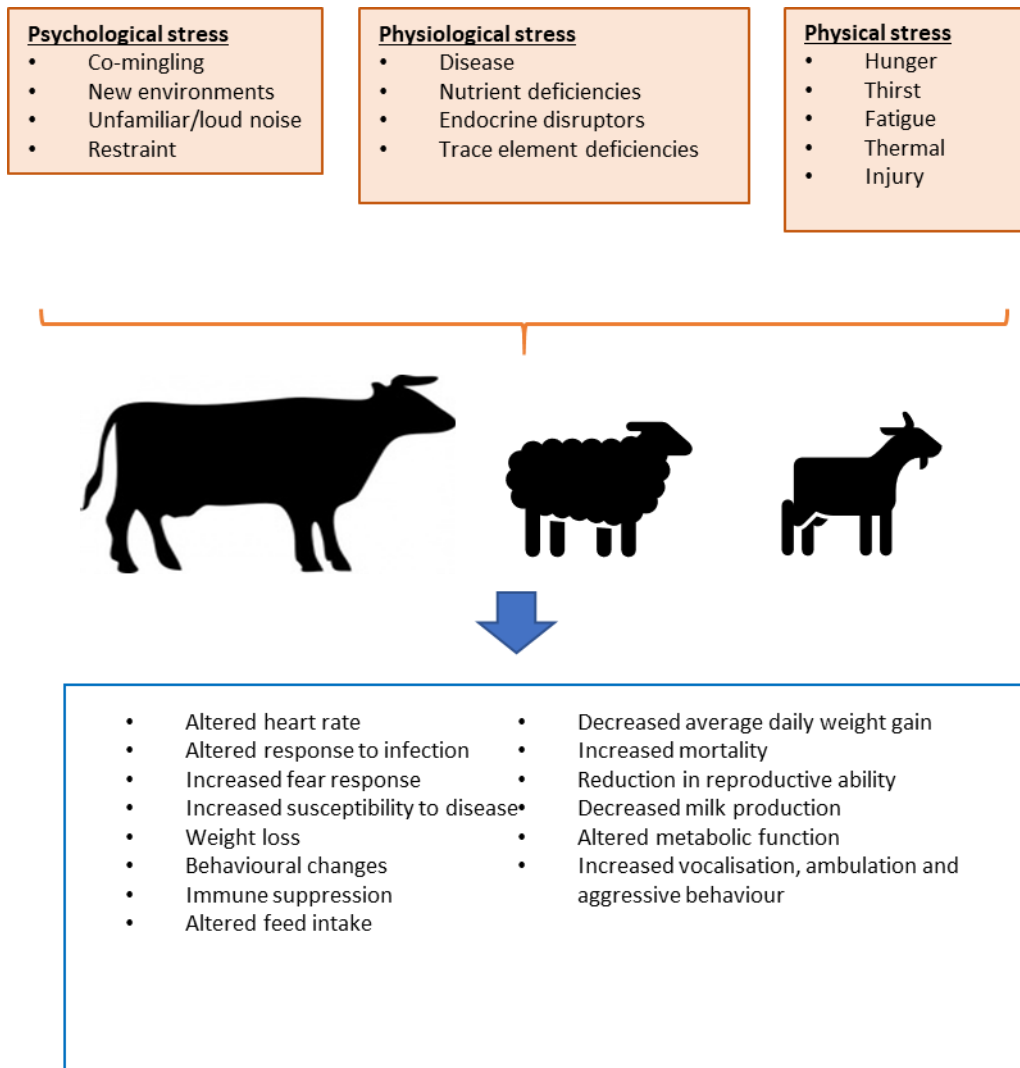 Psychological stress
• Co-mingling
• New environments
• Unfamiliar/loud noise
• Restraint
Physiological stress
• Disease
• Nutrient deficiencies
• Endocrine disruptors
• Trace element deficiencies
Physical stress
• Hunger
• Thirst
• Fatigue
• Thermal
• Injury
• Altered heart rate
• Altered response to infection
• Increased fear response
• Increased susceptibility to disease
• Weight loss
• Behavioural changes
• Immune suppression
• Altered feed intake
• Decreased average daily weight gain
• Increased mortality
• Reduction in reproductive ability
• Decreased milk production
• Altered metabolic function
• Increased vocalisation, ambulation and
aggressive behaviour